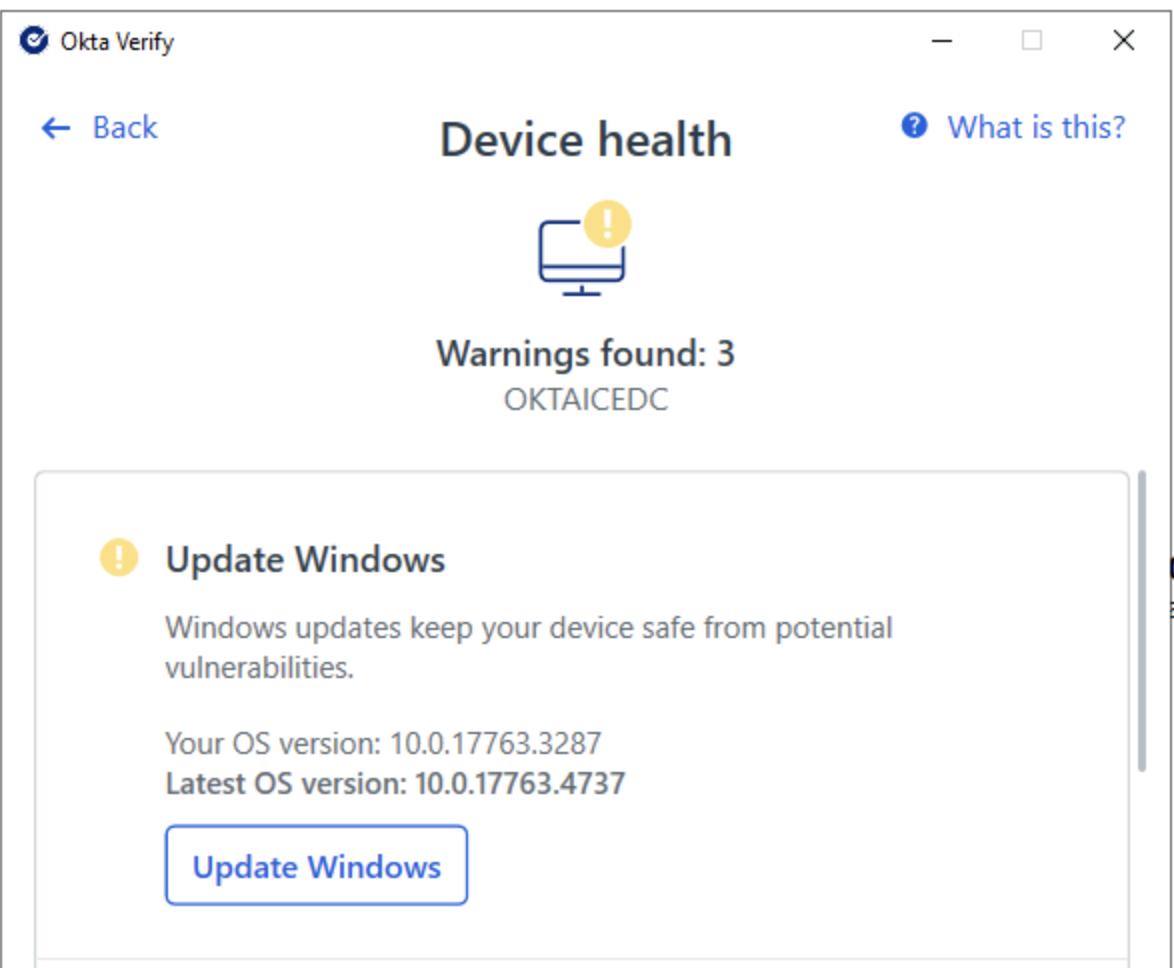 Okta Verify
Back
Device health
What is this?
Warnings found: 3
OKTAICEDC
Update Windows
Windows updates keep your device safe from potential
vulnerabilities.
Your OS version: 10.0.17763.3287
Latest OS version: 10.0.17763.4737
Update Windows